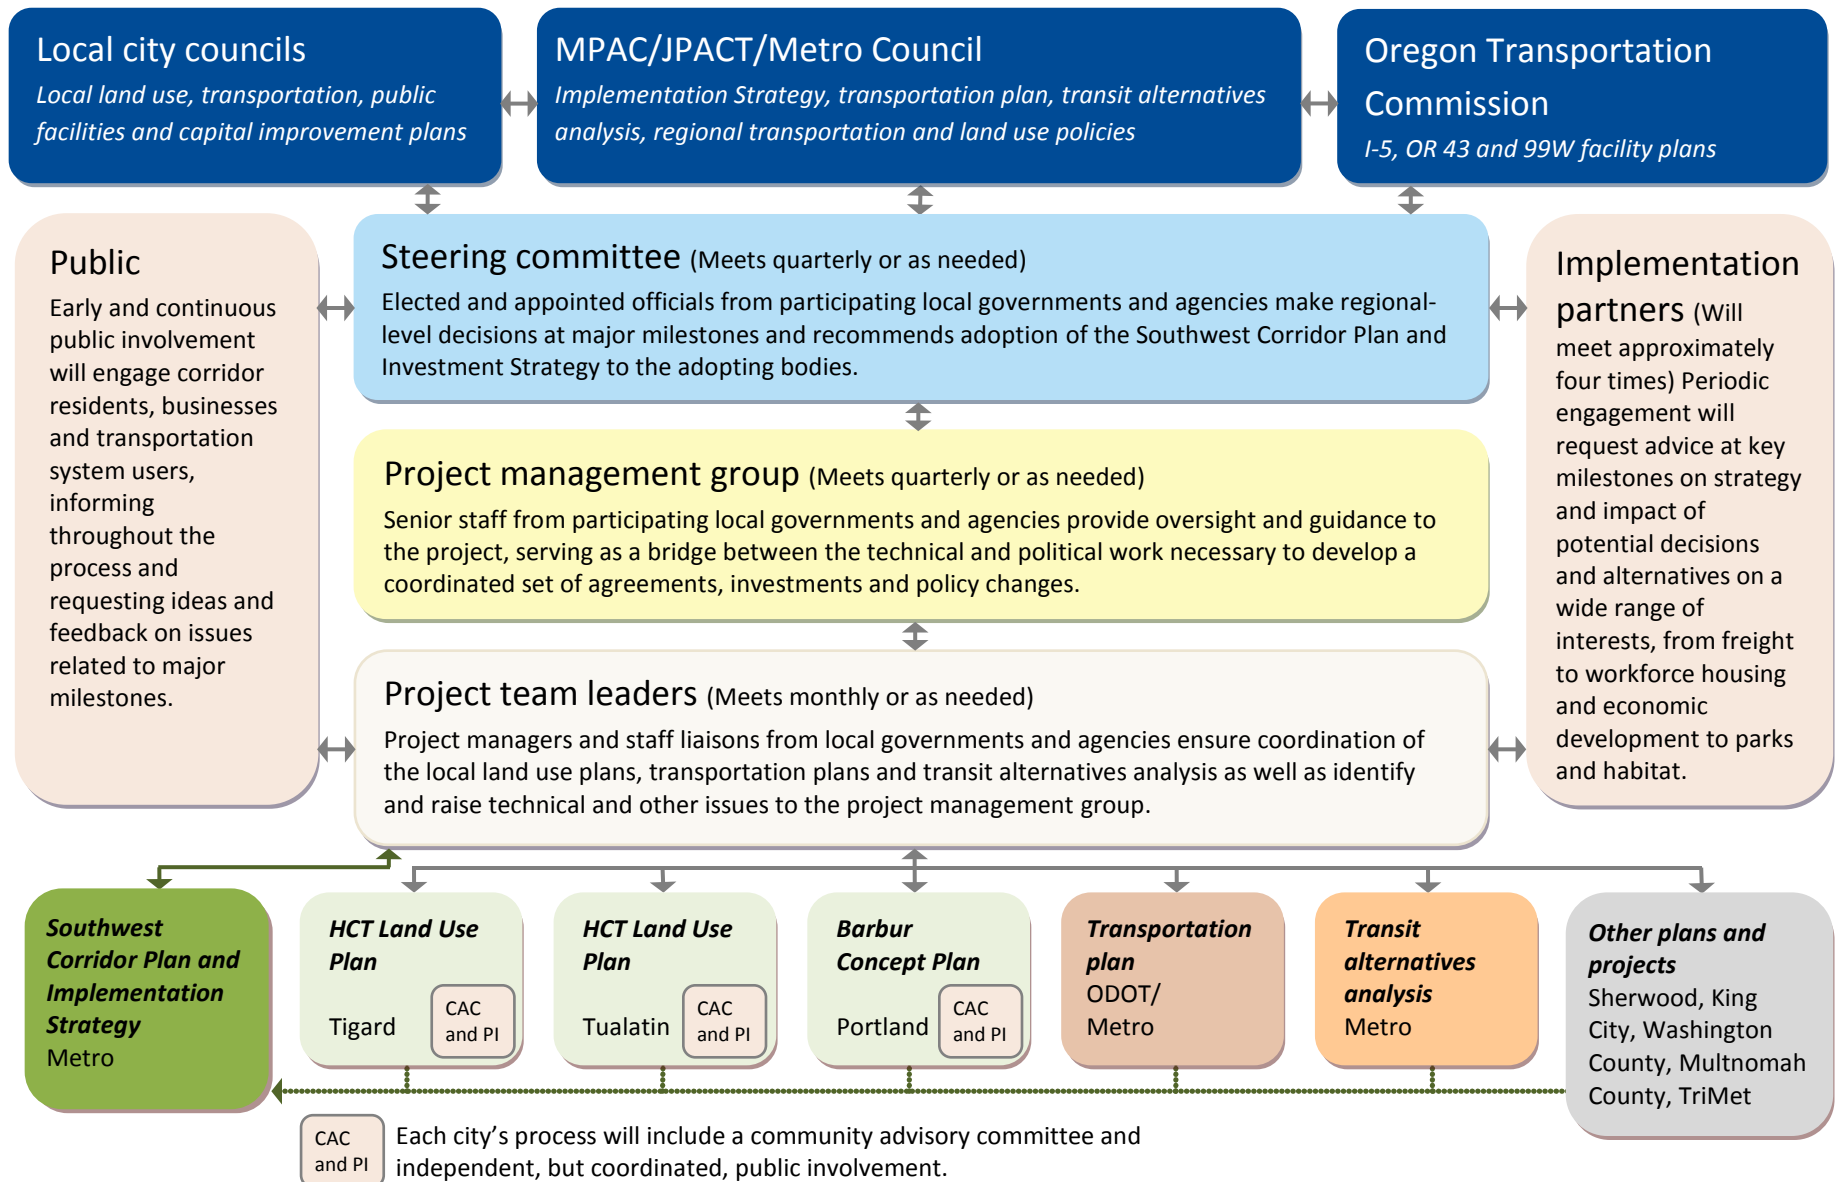 Local city councils
Local land use, transportation, public
facilities and capital improvement plans
MPAC/JPACT/Metro Council
Implementation Strategy, transportation plan, transit alternatives
analysis, regional transportation and land use policies
Oregon Transportation
Commission
I-5, OR 43 and 99W facility plans
Public
Early and continuous
public involvement
will engage corridor
residents, businesses
and transportation
system users,
informing
throughout the
process and
requesting ideas and
feedback on issues
related to major
milestones.
Steering committee (Meets quarterly or as needed)
Elected and appointed officials from participating local governments and agencies make regional-
level decisions at major milestones and recommends adoption of the Southwest Corridor Plan and
Investment Strategy to the adopting bodies.
Project management group (Meets quarterly or as needed)
Senior staff from participating local governments and agencies provide oversight and guidance to
the project, serving as a bridge between the technical and political work necessary to develop a
coordinated set of agreements, investments and policy changes.
Project team leaders (Meets monthly or as needed)
Project managers and staff liaisons from local governments and agencies ensure coordination of
the local land use plans, transportation plans and transit alternatives analysis as well as identify
and raise technical and other issues to the project management group.
Implementation
partners (Will
meet approximately
four times) Periodic
engagement will
request advice at key
milestones on strategy
and impact of
potential decisions
and alternatives on a
wide range of
interests, from freight
to workforce housing
and economic
development to parks
and habitat.
Southwest
Corridor Plan and
Implementation
Strategy
Metro
HCT Land Use
Plan
Tigard
CAC
and PI
HCT Land Use
Plan
Tualatin
CAC
and PI
Barbur
Concept Plan
Portland
CAC
and PI
Transportation
plan
ODOT/
Metro
Transit
alternatives
analysis
Metro
Other plans and
projects
Sherwood, King
City, Washington
County, Multnomah
County, TriMet
CAC
and PI
Each city’s process will include a community advisory committee and
independent, but coordinated, public involvement.